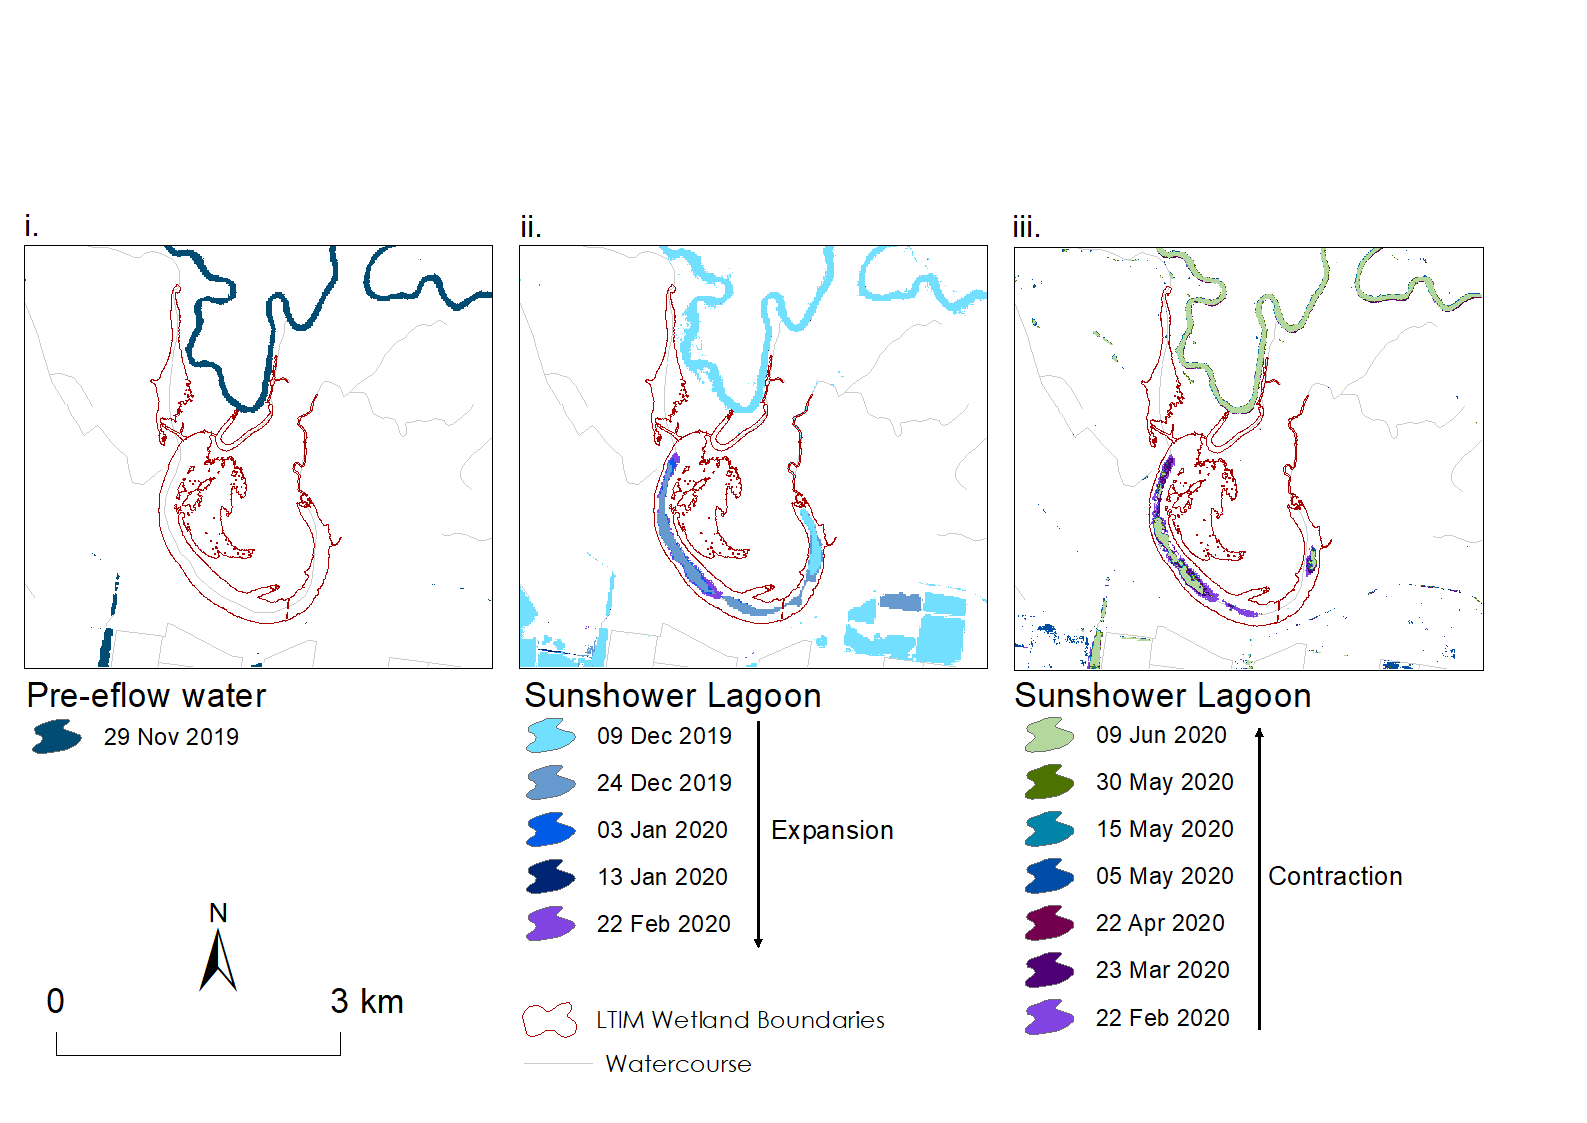 i.
ii.
iii.
Pre-eflow water
29 Nov 2019
Sunshower Lagoon
09 Dec 2019
24 Dec 2019
03 Jan 2020
13 Jan 2020
22 Feb 2020
Expansion
Sunshower Lagoon
09 Jun 2020
30 May 2020
15 May 2020
05 May 2020
22 Apr 2020
23 Mar 2020
22 Feb 2020
Contraction
N
0 3 km
LTIM Wetland Boundaries
Watercourse